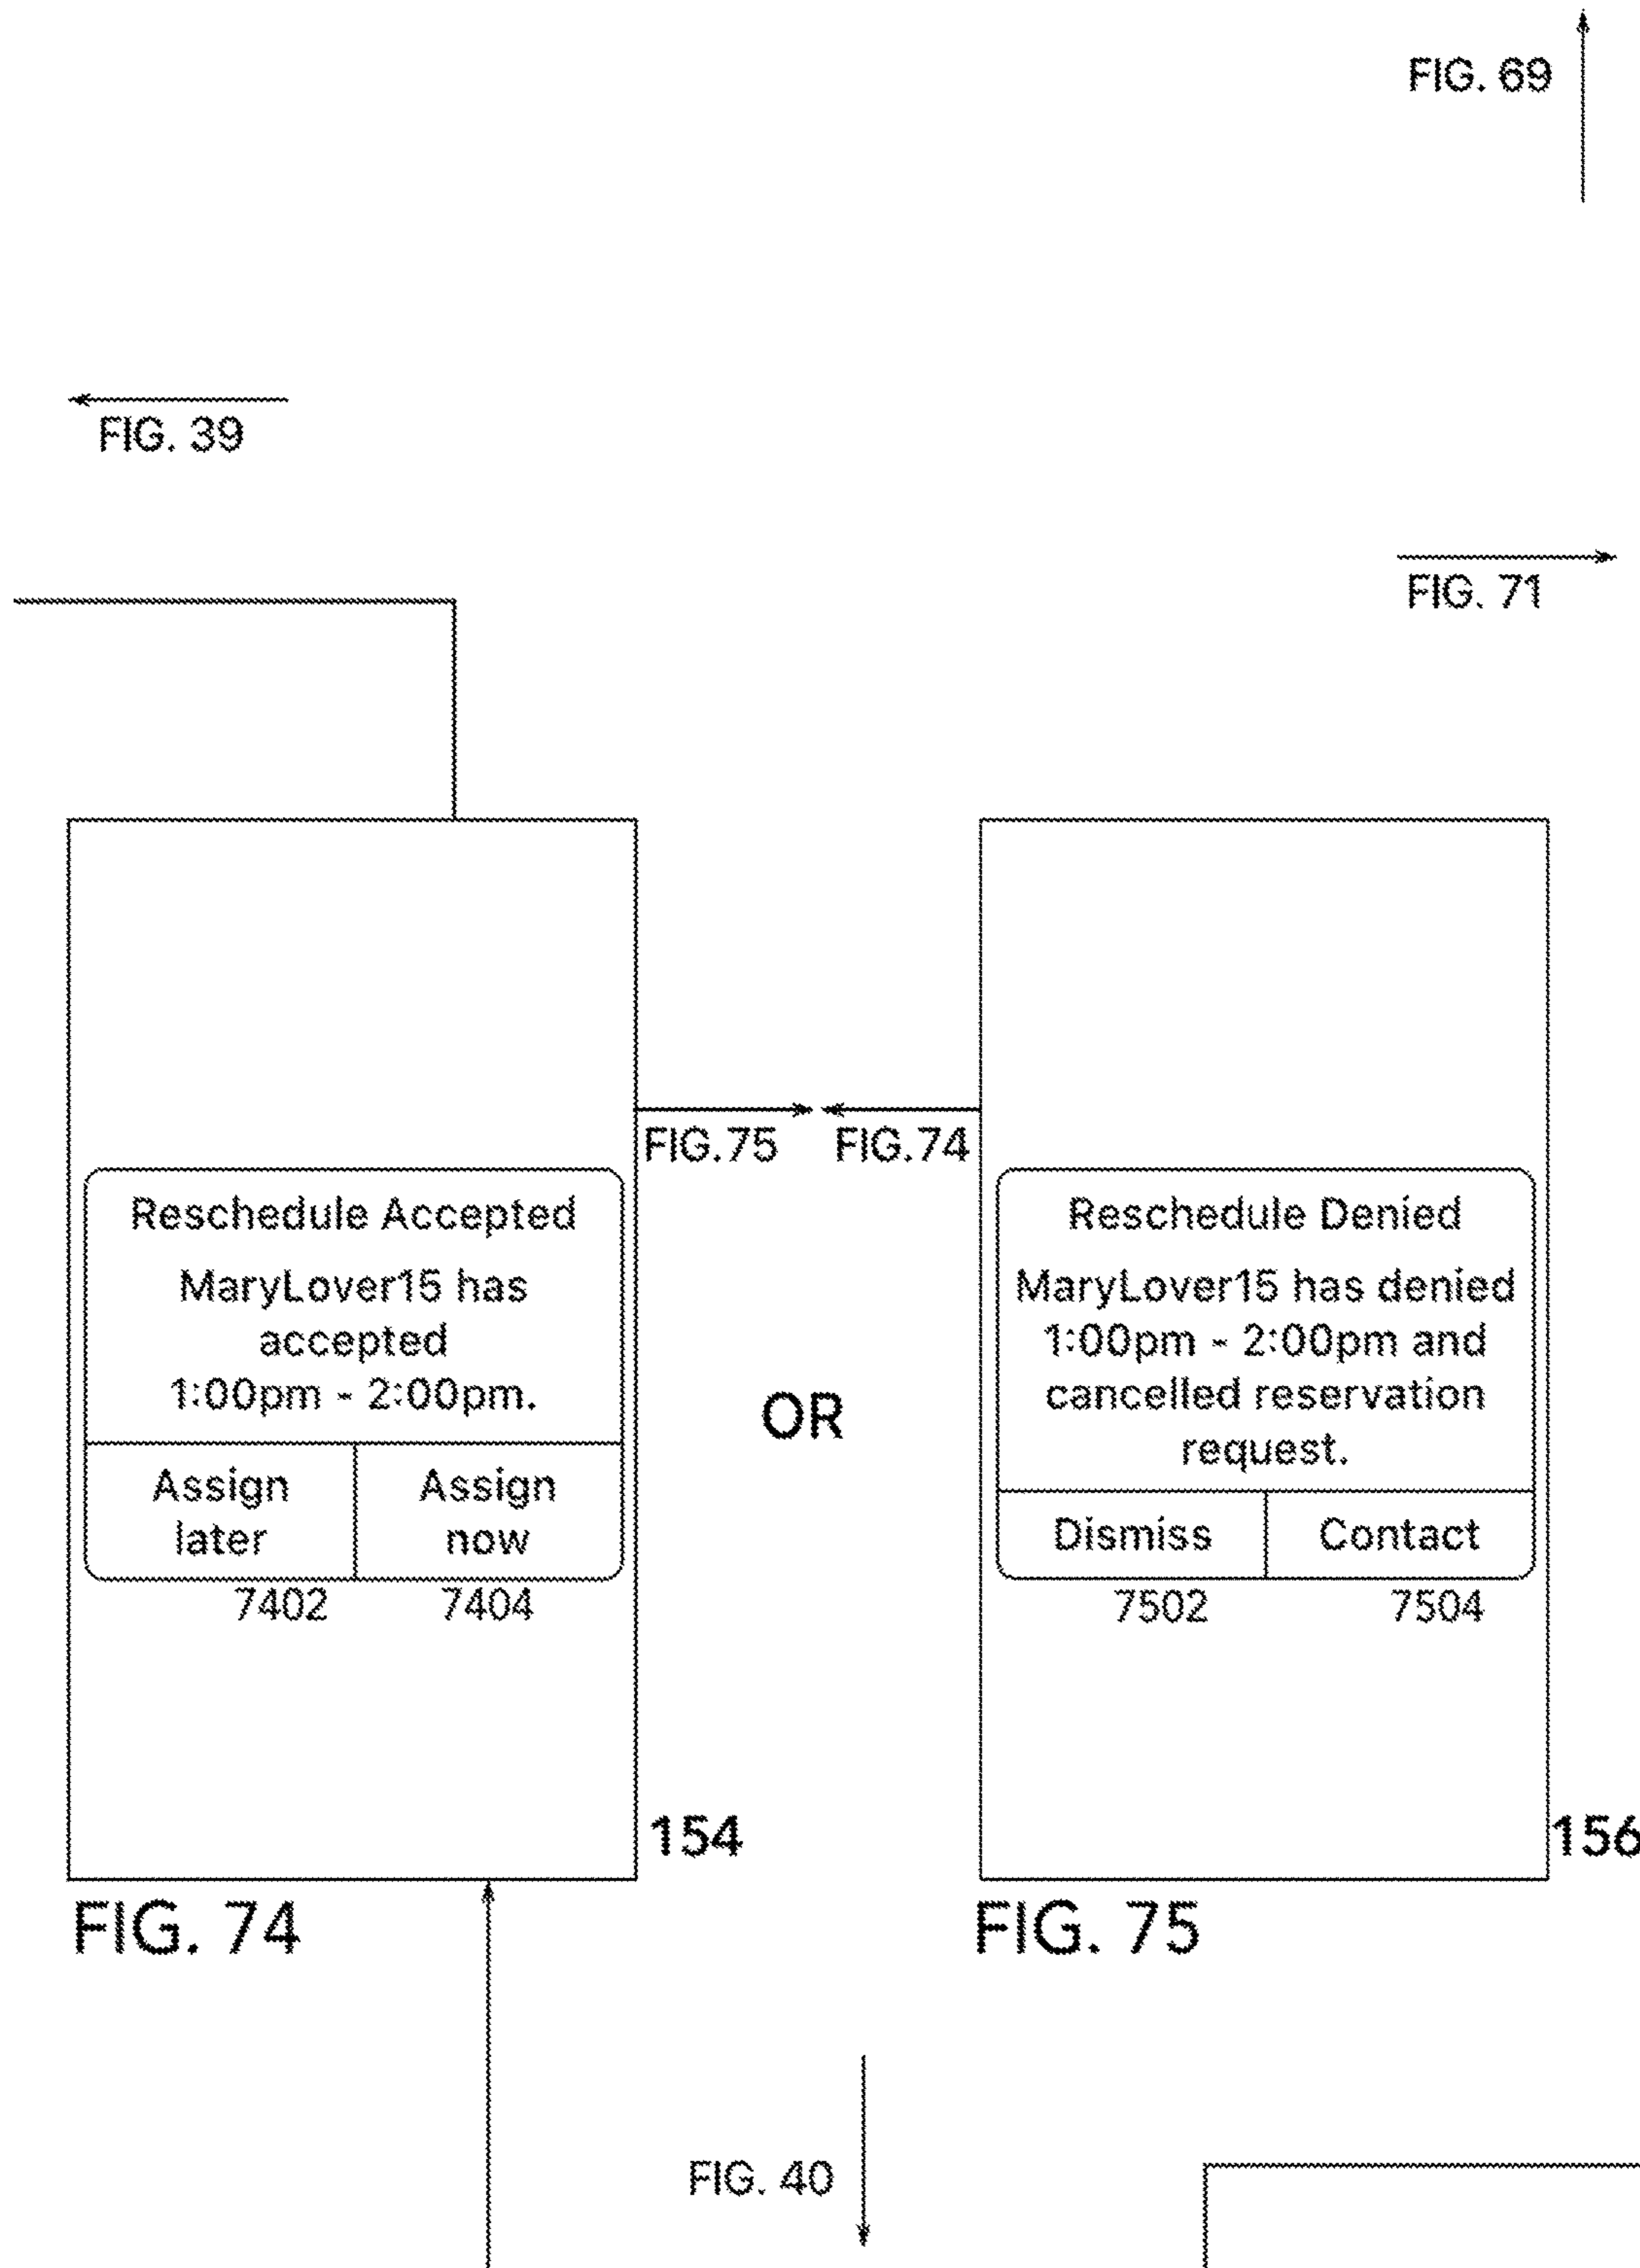 FIG. 69
FIG. 39
FIG. 71
FIG.75
FIG.74
Reschedule Accepted
MaryLover15 has
accepted
1:00pm - 2:00pm.
Assign
later
Assign
now
7402
7404
OR
Reschedule Denied
MaryLover15 has denied
1:00pm - 2:00pm and
cancelled reservation
request.
Dismiss
Contact
7502
7504
154
156
FIG. 74
FIG. 75
FIG. 40